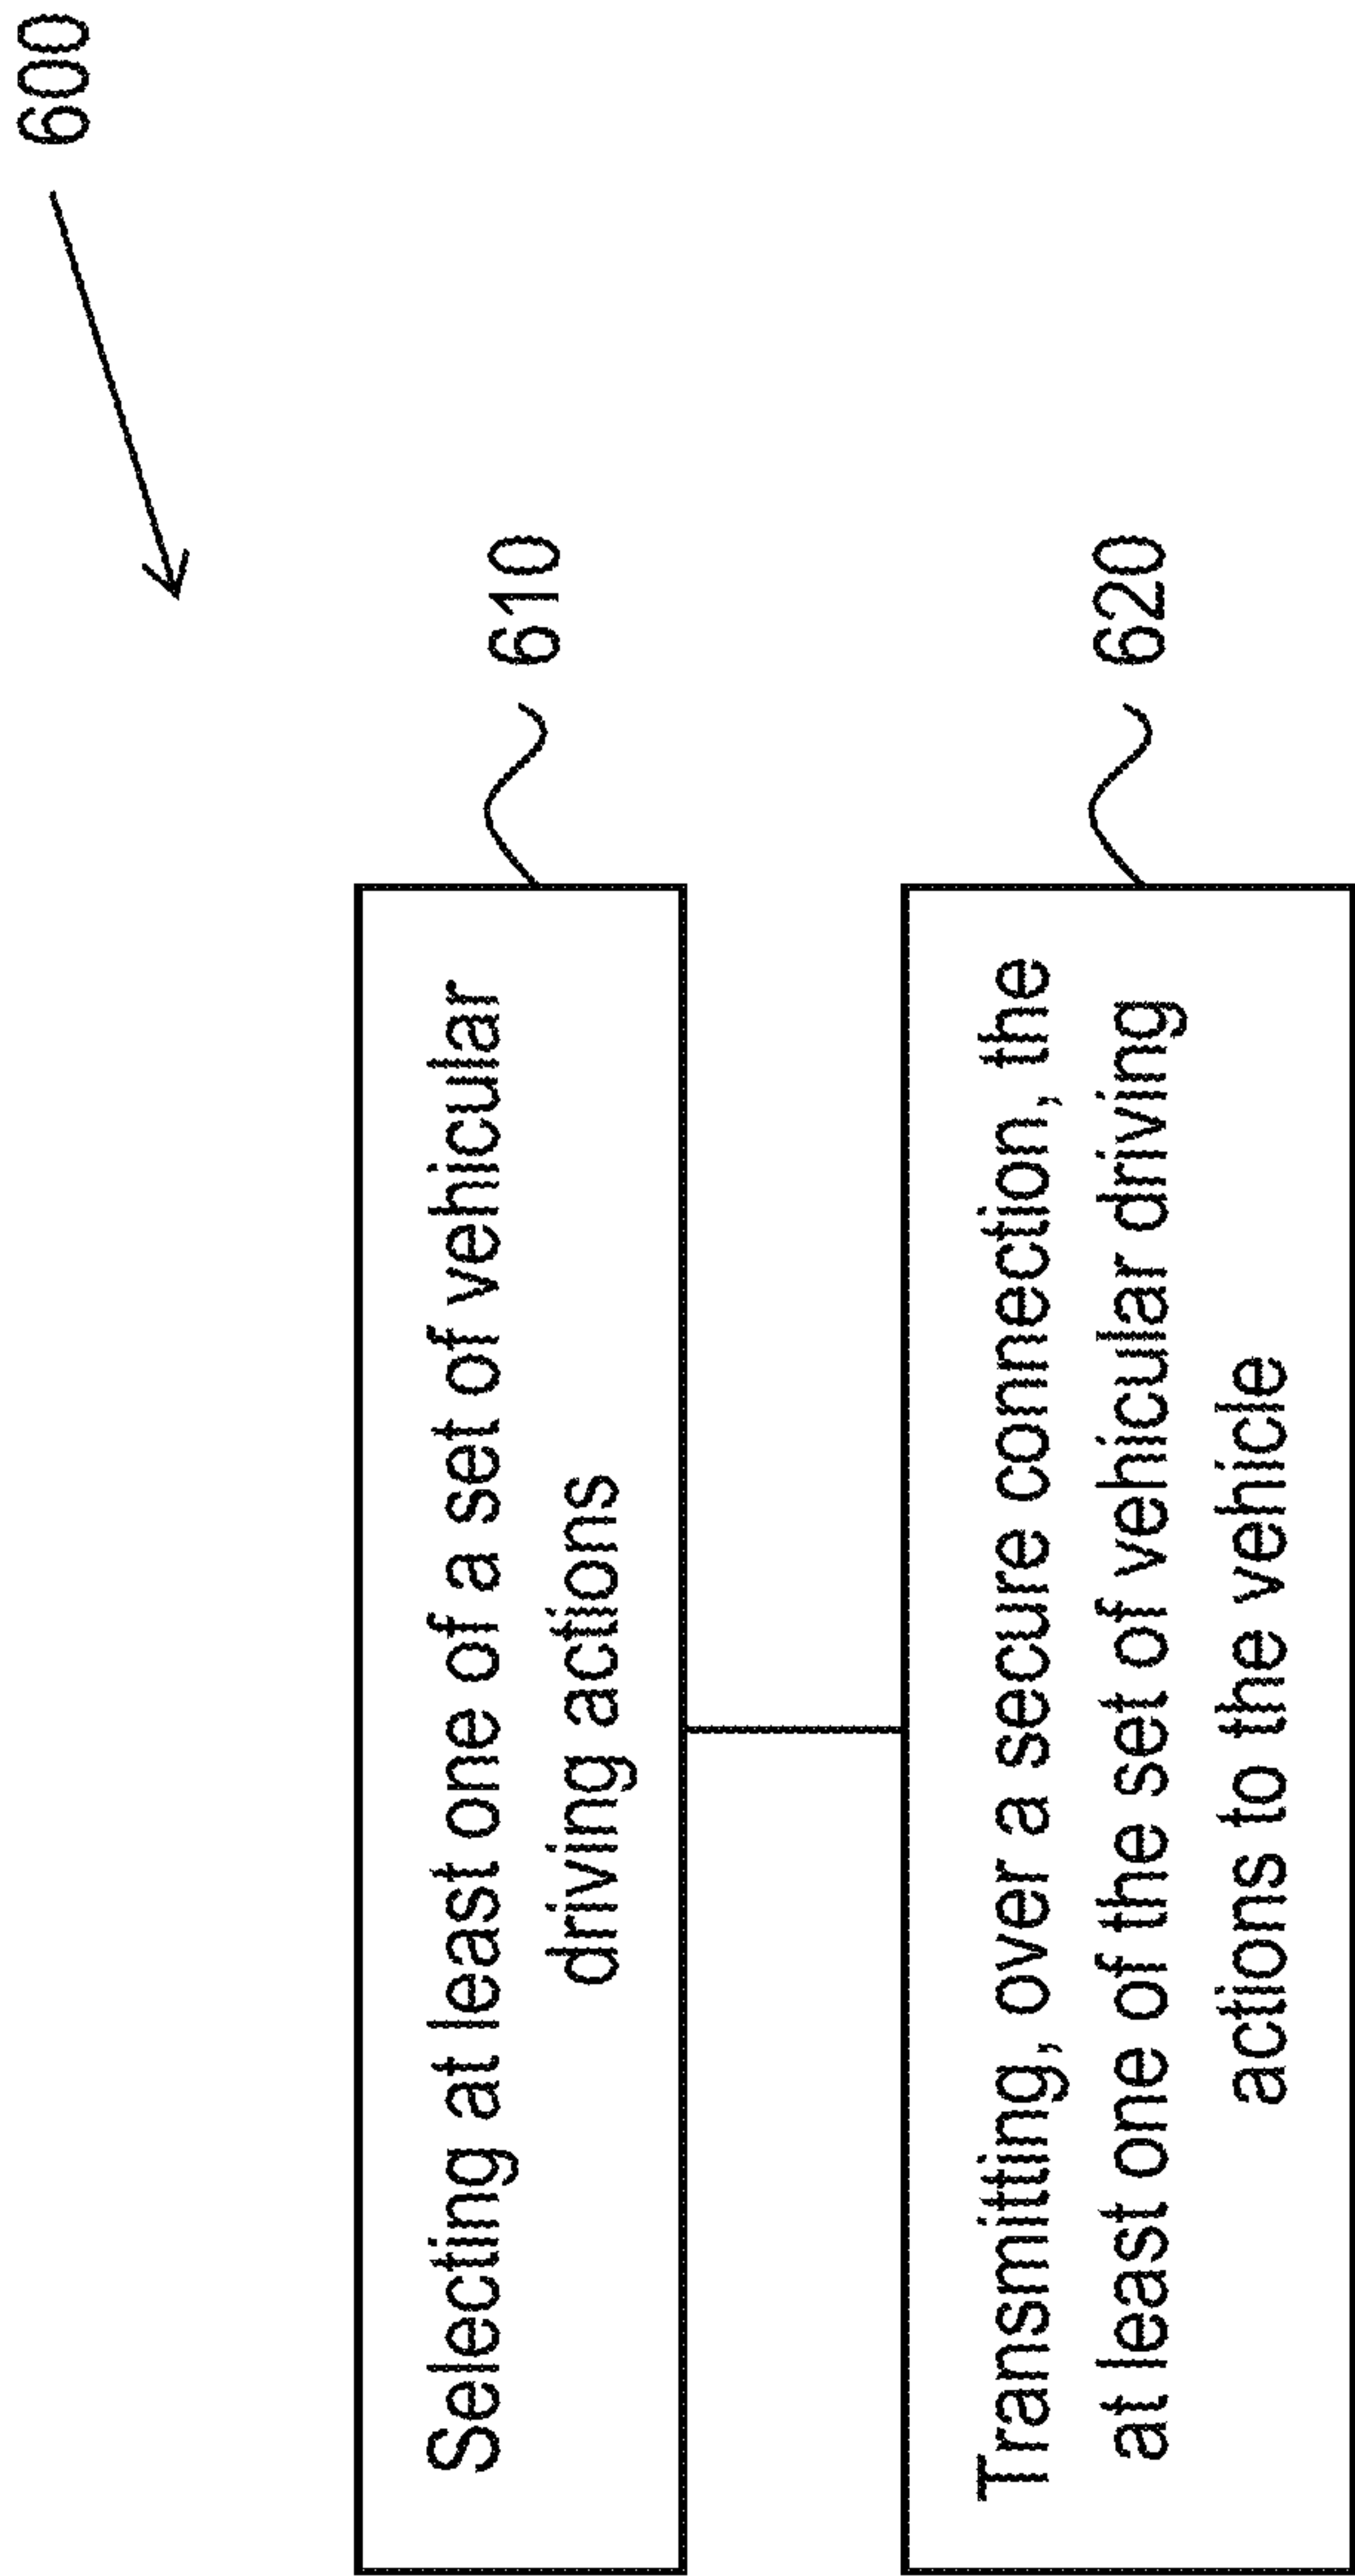 600
Selecting at least one of a set of vehicular
driving actions
610
Transmitting, over a secure connection, the
at least one of the set of vehicular driving
actions to the vehicle
620